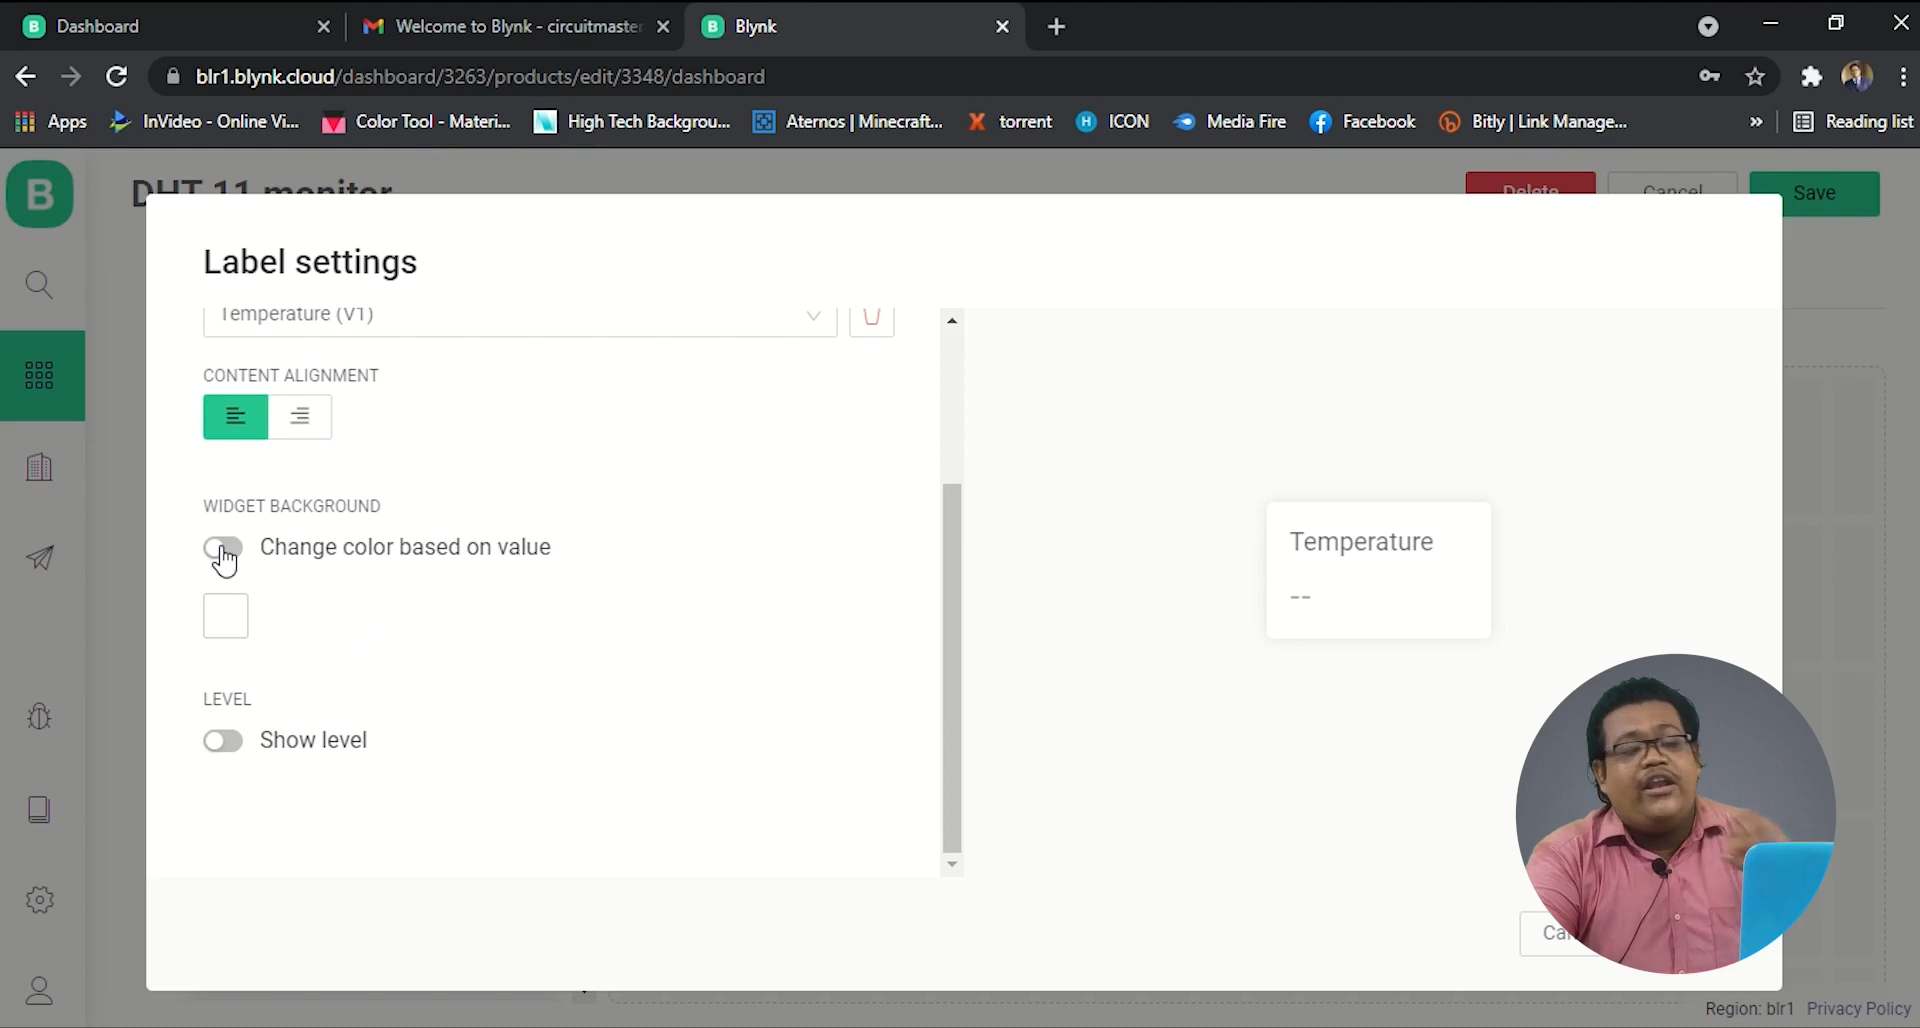 Dashboard
Welcome to Blynk - circuitmaster
Blynk
blr1.blynk.cloud/dashboard/3263/products/edit/3348/dashboard
Apps
InVideo - Online Vi...
Color Tool - Materi...
High Tech Backgrou...
Aternos | Minecraft...
torrent
ICON
Media Fire
Facebook
Bitly | Link Manage...
Reading list
B
DHT 11 monitor
Delete
Cancel
Save
Label settings
Temperature (V1)
CONTENT ALIGNMENT
WIDGET BACKGROUND
Change color based on value
Temperature
--
LEVEL
Show level
Region: blr1
Privacy Policy